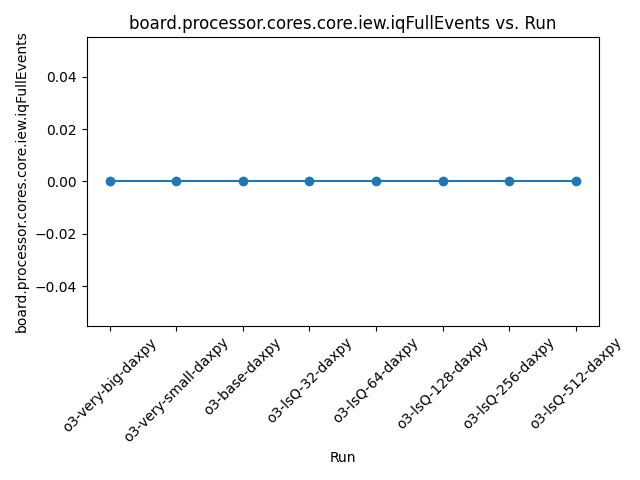 board.processor.cores.core.iew.iqFullEvents vs. Run
board.processor.cores.core.iew.iqFullEvents
0.04
0.02
0.00
−0.02
−0.04
o3-very-big-daxpy
o3-very-small-daxpy
o3-base-daxpy
o3-lsQ-32-daxpy
o3-lsQ-64-daxpy
o3-lsQ-128-daxpy
o3-lsQ-256-daxpy
o3-lsQ-512-daxpy
Run